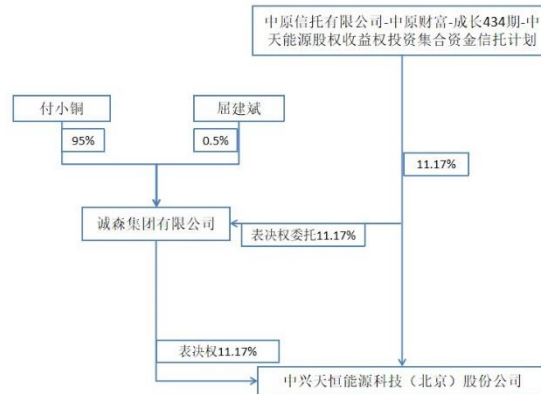 中原信托有限公司-中原财富-成长434期-中
天能源股权收益权投资集合资金信托计划
付小铜
屈建斌
95%
0.5%
11.17%
诚森集团有限公司
表决权委托11.17%
表决权11.17%
中兴天恒能源科技（北京）股份公司